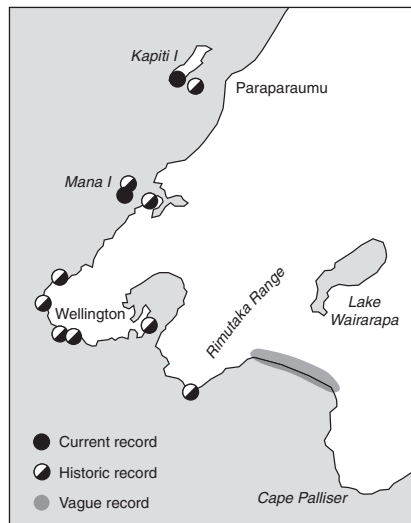 Kapiti I
Paraparaumu
Mana I
Rimutaka Range
Lake
Wairarapa
Wellington
Current record
Historic record
Vague record
Cape Palliser